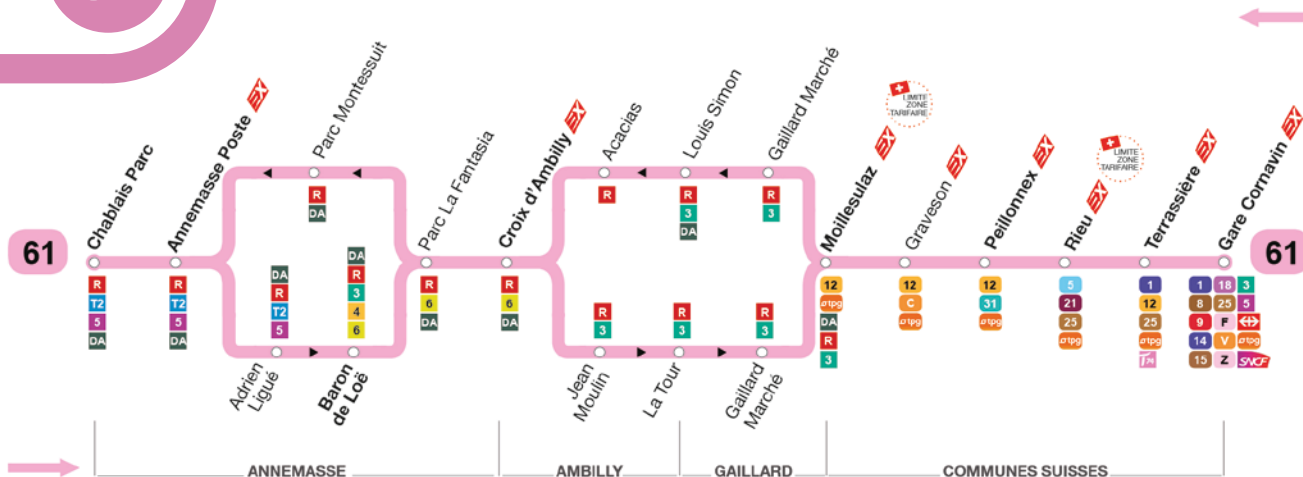 61
Chablais Parc
Annemasse Poste EX
Parc Montessuit
Parc La Fantasia
Croix d'Ambilly EX
Acacias
Louis Simon
Gaillard Marché
Moillesulaz EX
LIMITE
ZONE
TARIFAIRE
Graveson EX
Peillonnex EX
Rieu EX
LIMITE
ZONE
TARIFAIRE
Terrassière EX
Gare Cornavin EX
61
R
DA
R
R
3
DA
R
3
R
T2
5
DA
R
T2
5
DA
DA
R
T2
5
DA
R
3
4
6
R
6
DA
R
6
DA
R
3
R
3
R
3
12
tpg
DA
R
3
12
C
tpg
12
31
tpg
5
21
25
tpg
1
12
25
tpg
T74
1 18 3
8 25 5
9 F
14 V tpg
15 Z SNCF
Adrien
Ligué
Baron
de Loë
Jean
Moulin
La Tour
Gaillard
Marché
ANNEMASSE
AMBILLY
GAILLARD
COMMUNES SUISSES